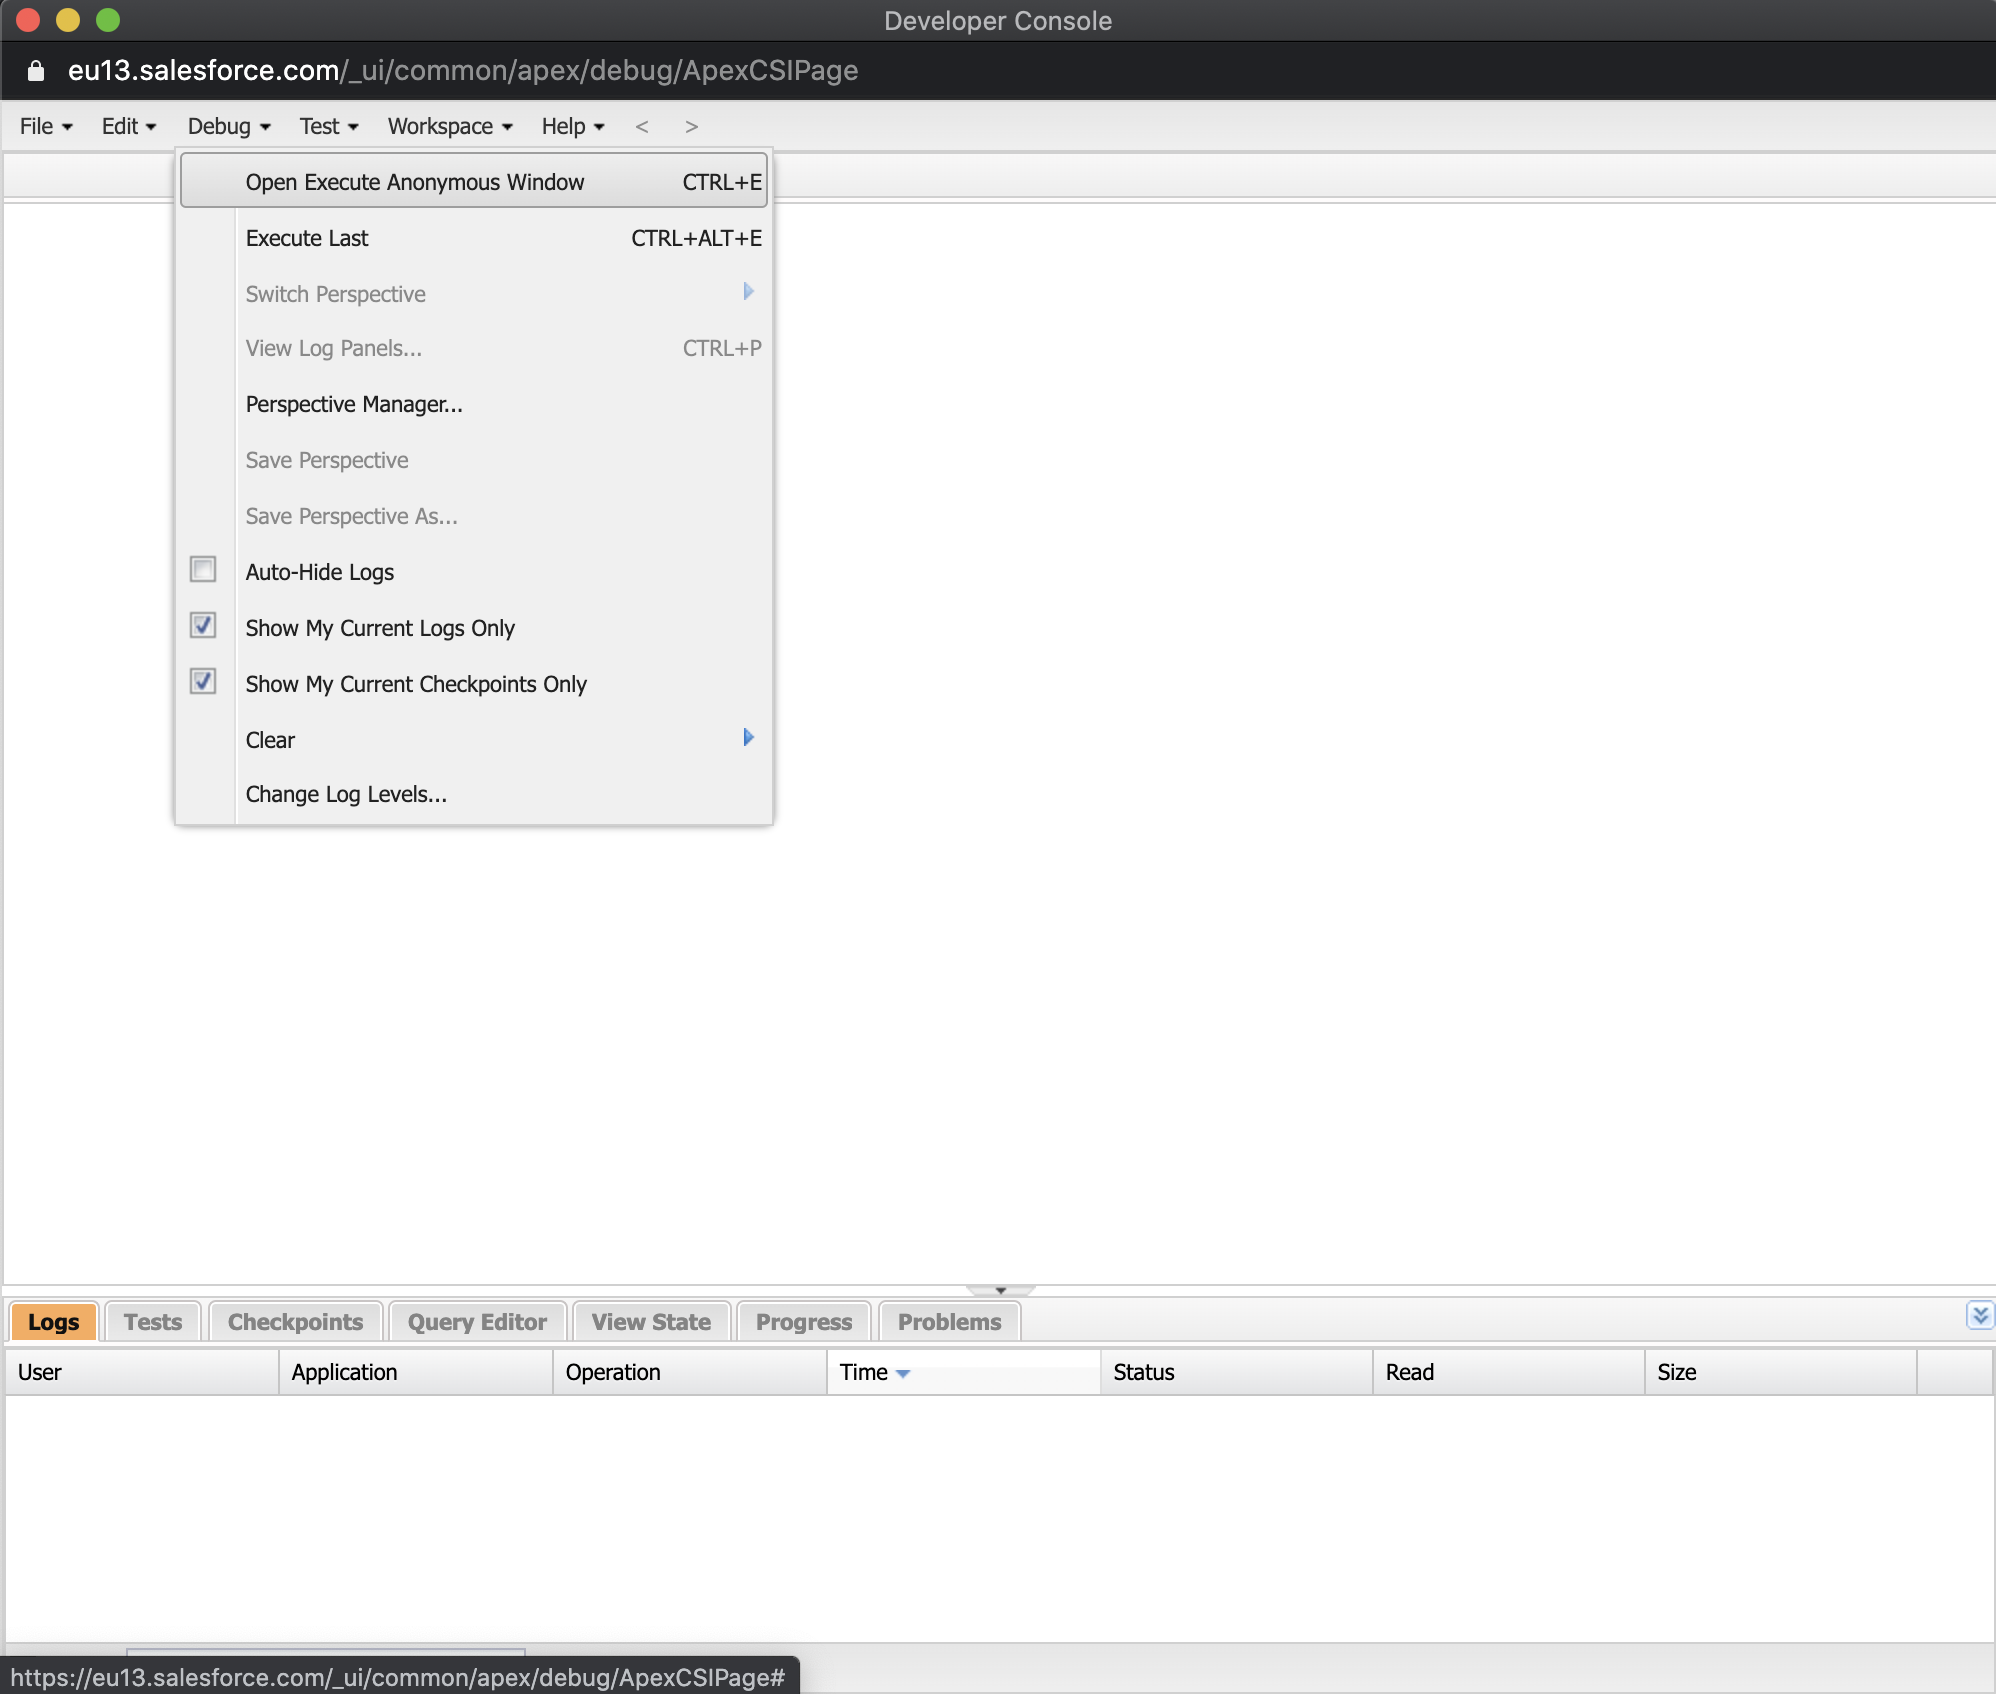 Developer Console
eu13.salesforce.com/_ui/common/apex/debug/ApexCSIPage
File Edit Debug Test Workspace Help < >
Open Execute Anonymous Window CTRL+E
Execute Last CTRL+ALT+E
Switch Perspective
View Log Panels... CTRL+P
Perspective Manager...
Save Perspective
Save Perspective As...
Auto-Hide Logs
Show My Current Logs Only
Show My Current Checkpoints Only
Clear
Change Log Levels...
Logs Tests Checkpoints Query Editor View State Progress Problems
User Application Operation Time Status Read Size
https://eu13.salesforce.com/_ui/common/apex/debug/ApexCSIPage#